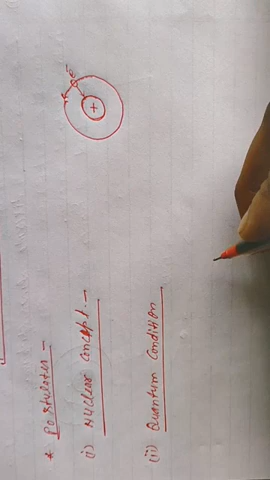 * Postulates -
(i) Nuclear Concept. -
e⁻
+
(ii) Quantum Condition